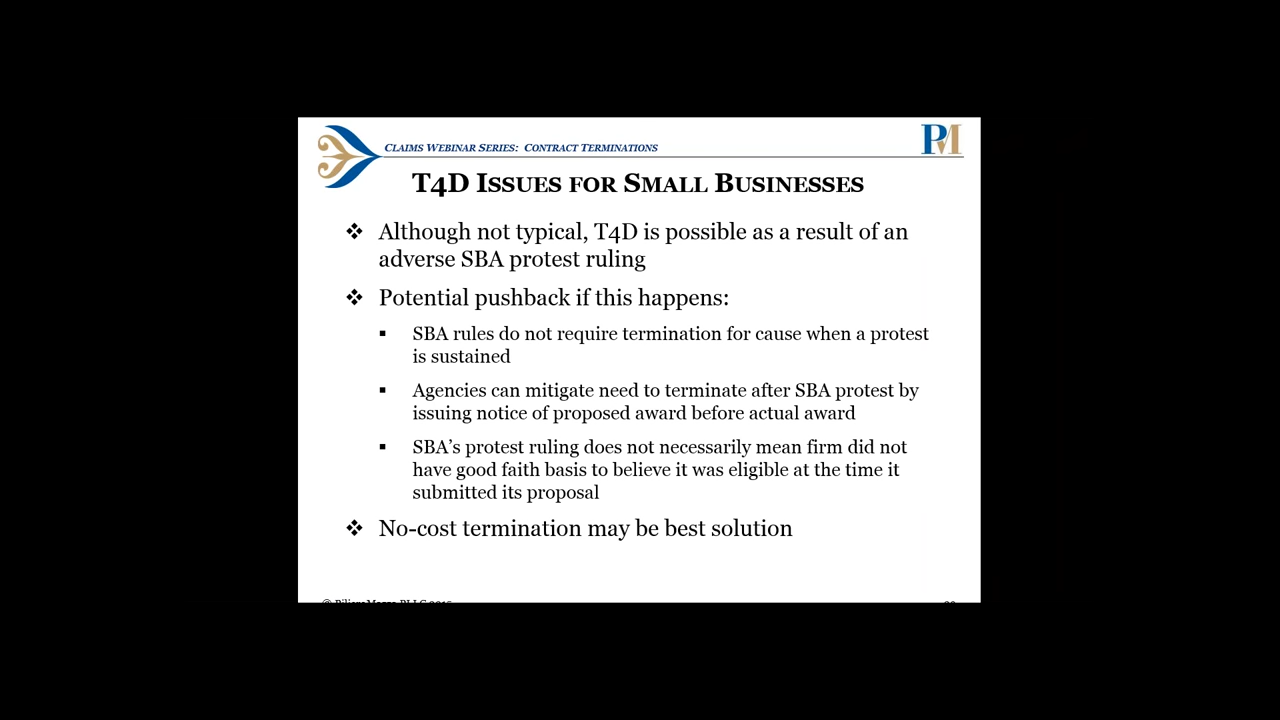 CLAIMS WEBINAR SERIES: CONTRACT TERMINATIONS
PM
T4D ISSUES FOR SMALL BUSINESSES
❖ Although not typical, T4D is possible as a result of an
adverse SBA protest ruling
❖ Potential pushback if this happens:
▪ SBA rules do not require termination for cause when a protest
is sustained
▪ Agencies can mitigate need to terminate after SBA protest by
issuing notice of proposed award before actual award
▪ SBA’s protest ruling does not necessarily mean firm did not
have good faith basis to believe it was eligible at the time it
submitted its proposal
❖ No-cost termination may be best solution